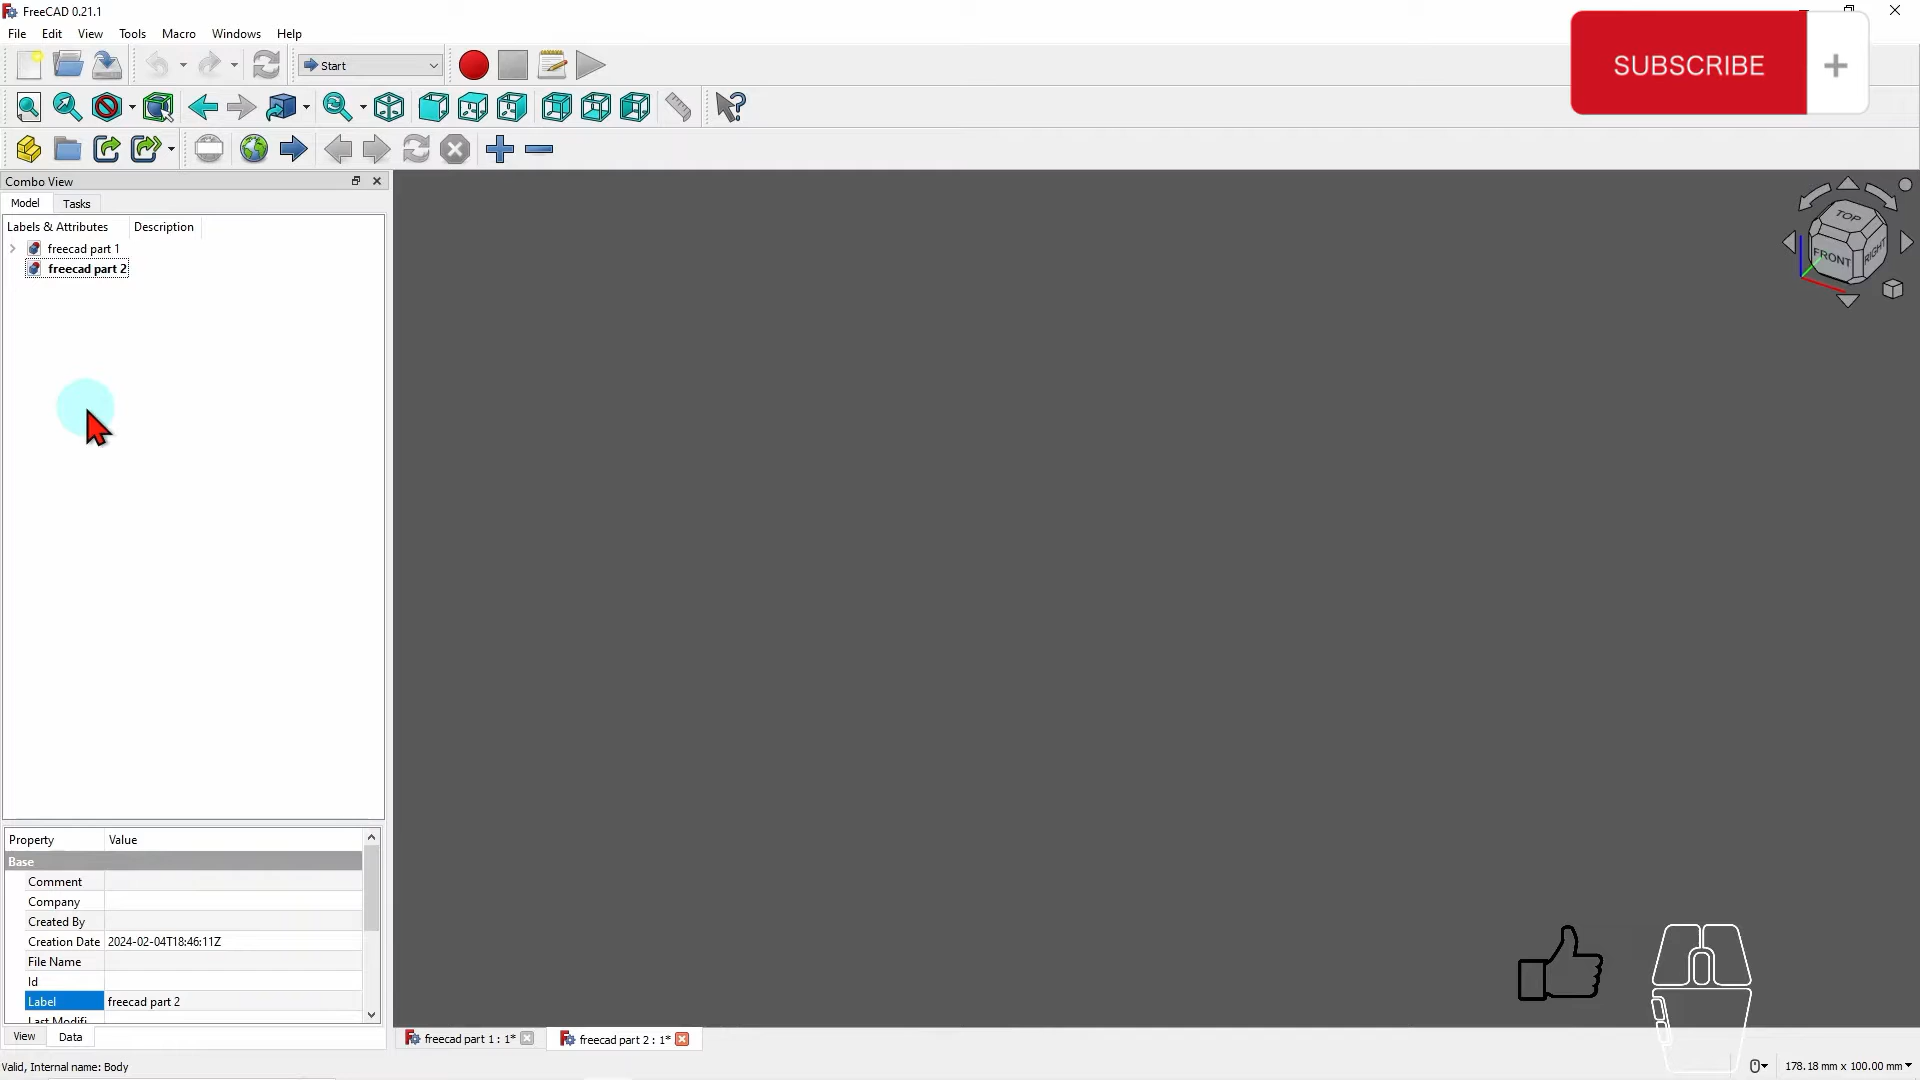 FreeCAD 0.21.1
File Edit View Tools Macro Windows Help
Start
SUBSCRIBE +
Combo View
Model Tasks
Labels & Attributes Description
freecad part 1
freecad part 2
TOP
FRONT
RIGHT
Property Value
Base
Comment
Company
Created By
Creation Date 2024-02-04T18:46:11Z
File Name
Id
Label freecad part 2
Last Modifi
View Data
freecad part 1 : 1*
freecad part 2 : 1*
Valid, Internal name: Body
178.18 mm x 100.00 mm